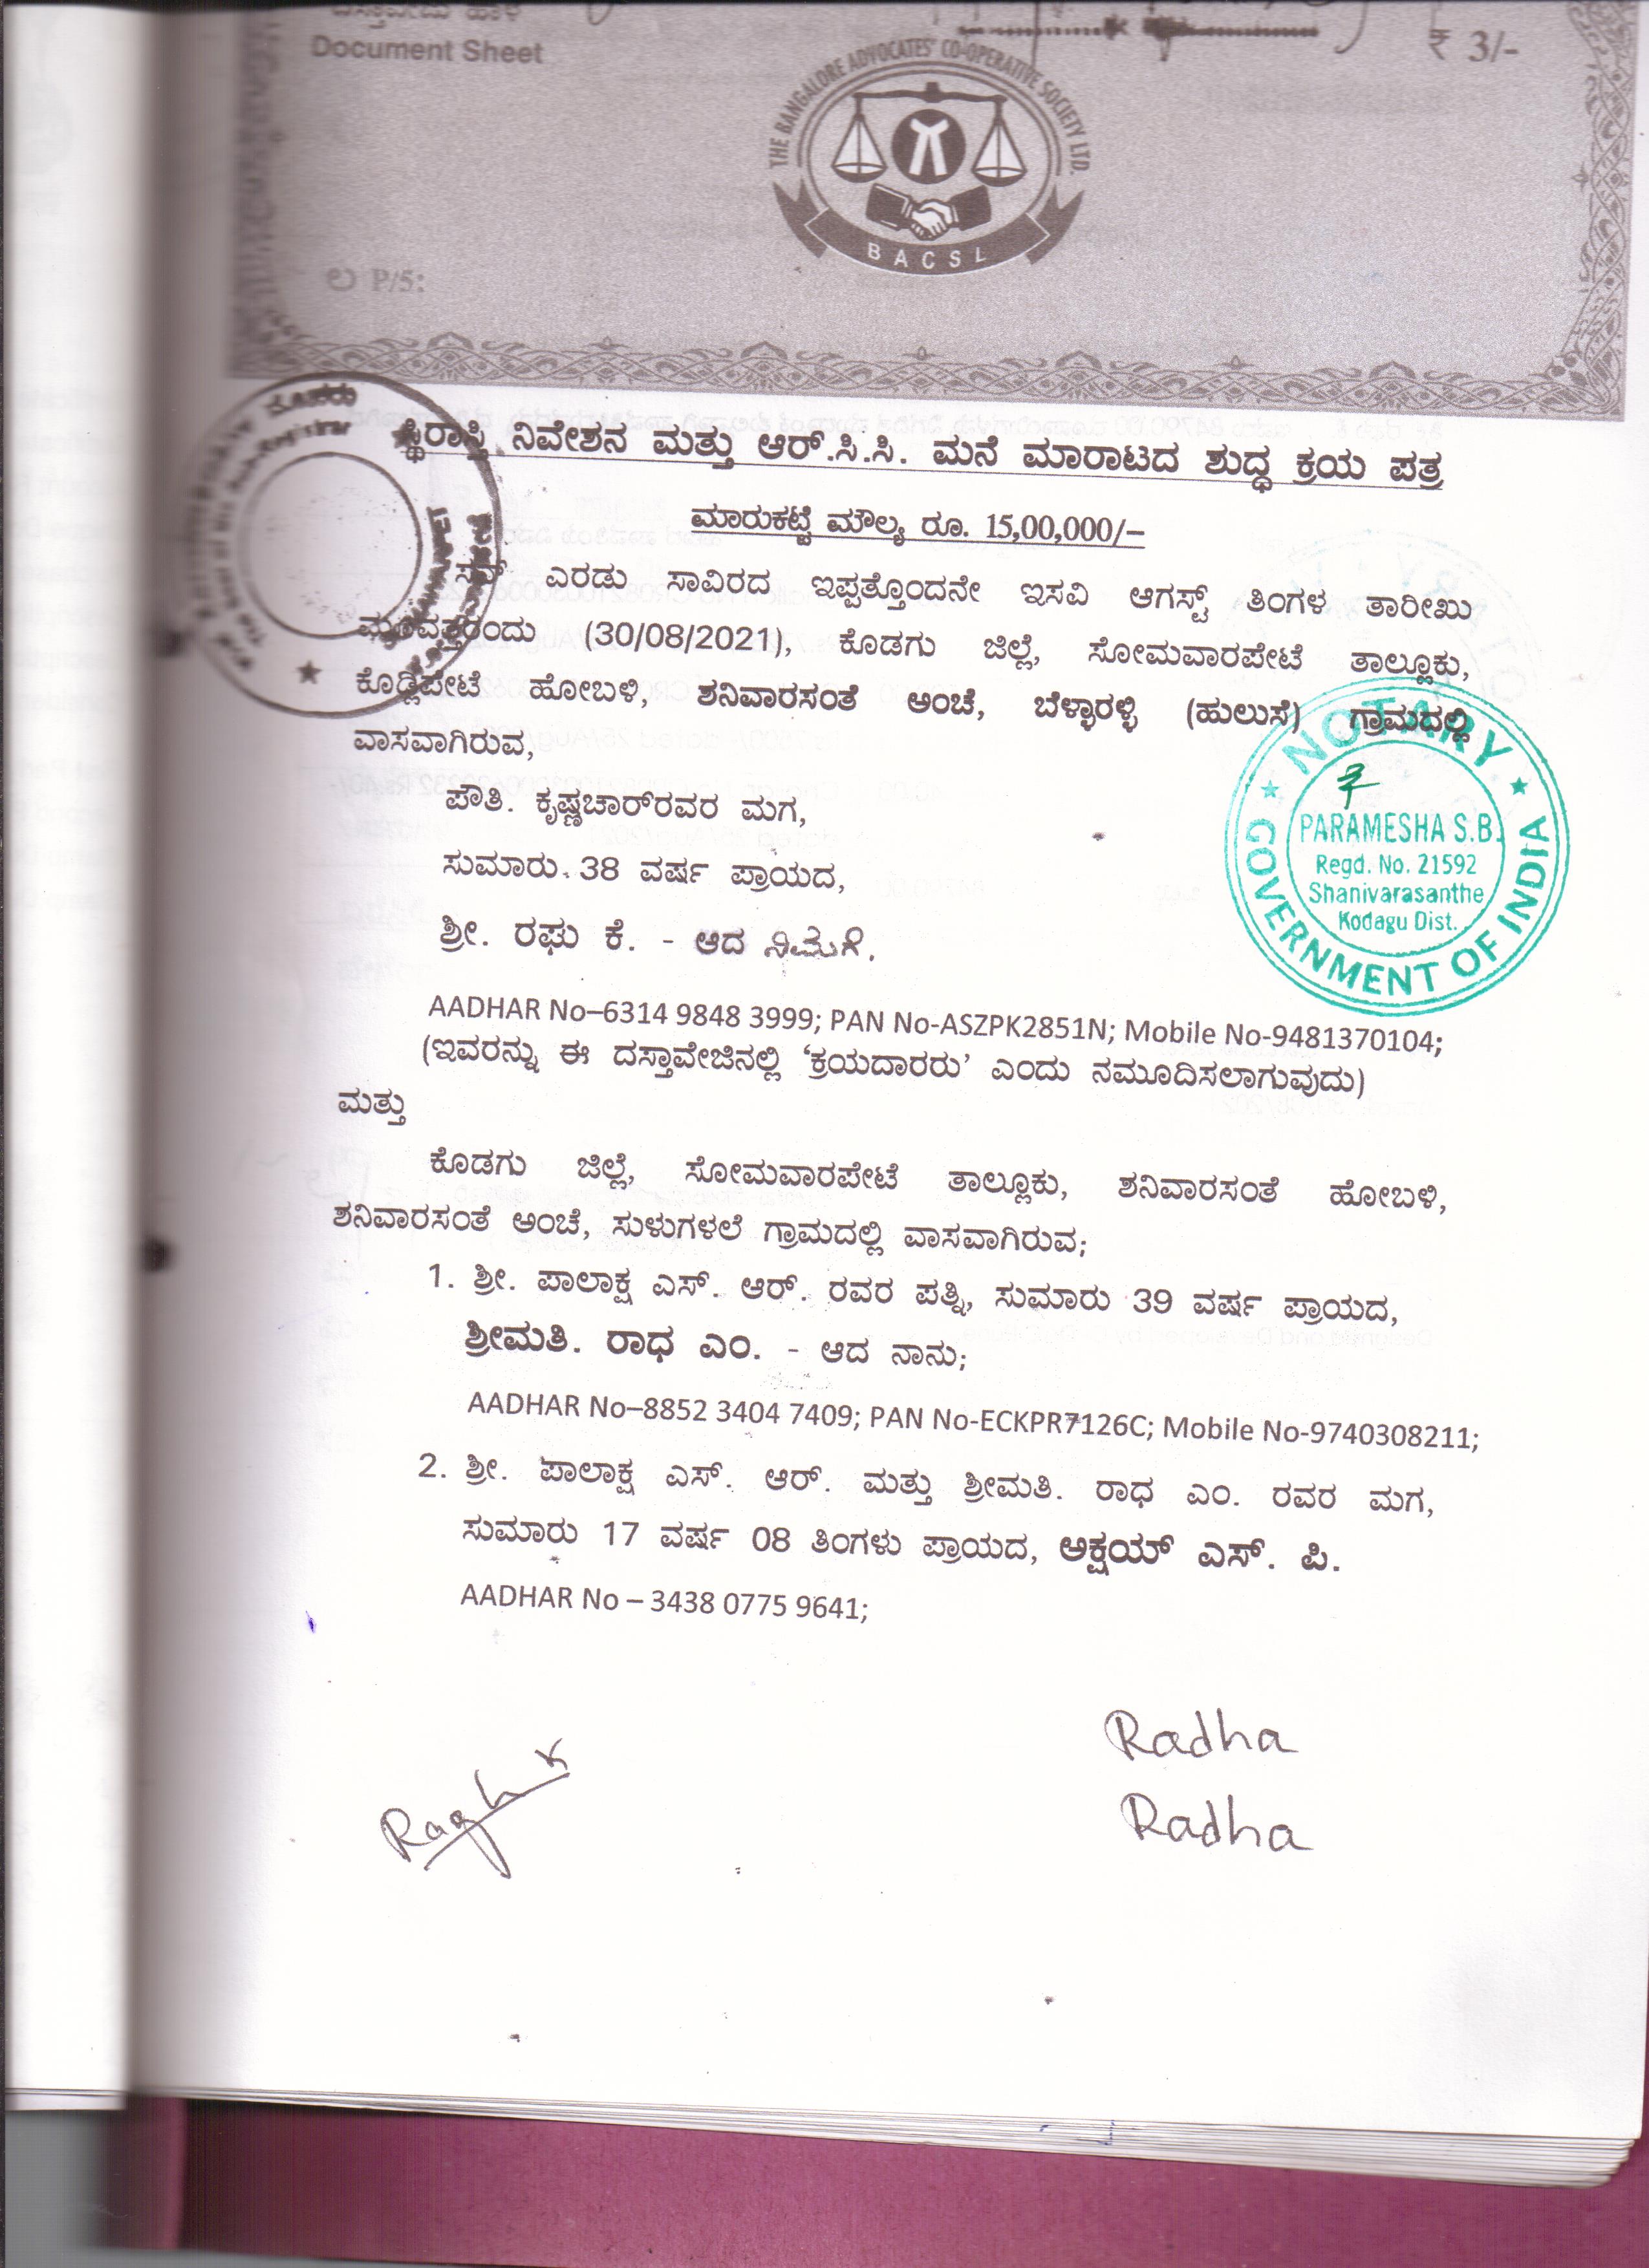 ದಸ್ತಾವೇಜು ಹಾಳೆ
Document Sheet
₹ 3/-
THE BANGALORE ADVOCATES' CO-OPERATIVE SOCIETY LTD.
BACSL
ಲ P/5:
ಸ್ಥಿರಾಸ್ತಿ ನಿವೇಶನ ಮತ್ತು ಆರ್.ಸಿ.ಸಿ. ಮನೆ ಮಾರಾಟದ ಶುದ್ಧ ಕ್ರಯ ಪತ್ರ
ಮಾರುಕಟ್ಟೆ ಮೌಲ್ಯ ರೂ. 15,00,000/-
ಸನ್ ಎರಡು ಸಾವಿರದ ಇಪ್ಪತ್ತೊಂದನೇ ಇಸವಿ ಆಗಸ್ಟ್ ತಿಂಗಳ ತಾರೀಖು
ಮೂವತ್ತರಂದು (30/08/2021), ಕೊಡಗು ಜಿಲ್ಲೆ, ಸೋಮವಾರಪೇಟೆ ತಾಲ್ಲೂಕು,
ಕೊಡ್ಲಿಪೇಟೆ ಹೋಬಳಿ, ಶನಿವಾರಸಂತೆ ಅಂಚೆ, ಬೆಳ್ಳಾರಳ್ಳಿ (ಹುಲುಸೆ) ಗ್ರಾಮದಲ್ಲಿ
ವಾಸವಾಗಿರುವ,
ಪೌತಿ. ಕೃಷ್ಣಚಾರ್‌ರವರ ಮಗ,
ಸುಮಾರು 38 ವರ್ಷ ಪ್ರಾಯದ,
ಶ್ರೀ. ರಘು ಕೆ. - ಆದ ನಿಮಗೆ.
NOTARY
GOVERNMENT OF INDIA
PARAMESHA S.B.
Regd. No. 21592
Shanivarasanthe
Kodagu Dist.
AADHAR No–6314 9848 3999; PAN No-ASZPK2851N; Mobile No-9481370104;
(ಇವರನ್ನು ಈ ದಸ್ತಾವೇಜಿನಲ್ಲಿ ‘ಕ್ರಯದಾರರು’ ಎಂದು ನಮೂದಿಸಲಾಗುವುದು)
ಮತ್ತು
ಕೊಡಗು ಜಿಲ್ಲೆ, ಸೋಮವಾರಪೇಟೆ ತಾಲ್ಲೂಕು, ಶನಿವಾರಸಂತೆ ಹೋಬಳಿ,
ಶನಿವಾರಸಂತೆ ಅಂಚೆ, ಸುಳುಗಳಲೆ ಗ್ರಾಮದಲ್ಲಿ ವಾಸವಾಗಿರುವ;
1. ಶ್ರೀ. ಪಾಲಾಕ್ಷ ಎಸ್. ಆರ್. ರವರ ಪತ್ನಿ, ಸುಮಾರು 39 ವರ್ಷ ಪ್ರಾಯದ,
ಶ್ರೀಮತಿ. ರಾಧ ಎಂ. - ಆದ ನಾನು;
AADHAR No–8852 3404 7409; PAN No-ECKPR7126C; Mobile No-9740308211;
2. ಶ್ರೀ. ಪಾಲಾಕ್ಷ ಎಸ್. ಆರ್. ಮತ್ತು ಶ್ರೀಮತಿ. ರಾಧ ಎಂ. ರವರ ಮಗ,
ಸುಮಾರು 17 ವರ್ಷ 08 ತಿಂಗಳು ಪ್ರಾಯದ, ಅಕ್ಷಯ್ ಎಸ್. ಪಿ.
AADHAR No – 3438 0775 9641;
Radha
Raghu K
Radha